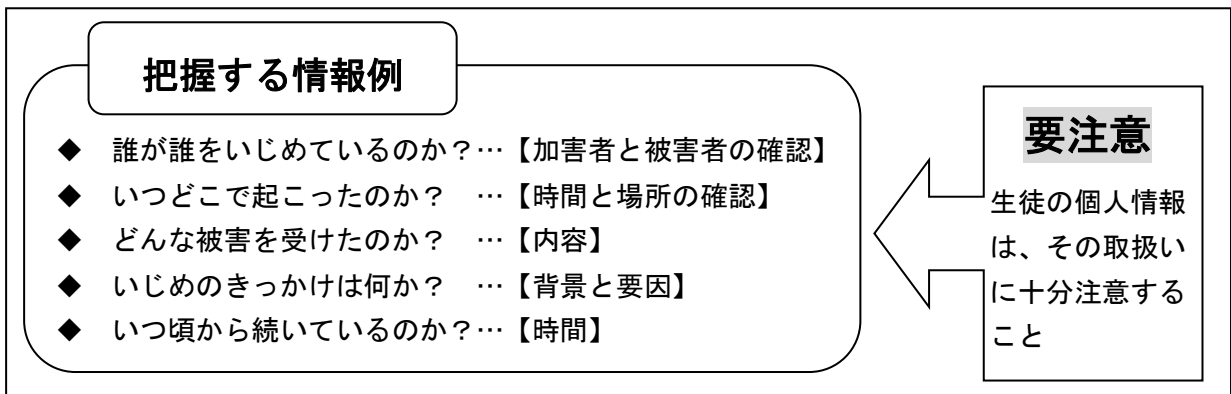 把握する情報例
◆ 誰が誰をいじめているのか？…【加害者と被害者の確認】
◆ いつどこで起こったのか？ …【時間と場所の確認】
◆ どんな被害を受けたのか？ …【内容】
◆ いじめのきっかけは何か？ …【背景と要因】
◆ いつ頃から続いているのか？…【時間】
要注意
生徒の個人情報
は、その取扱い
に十分注意する
こと